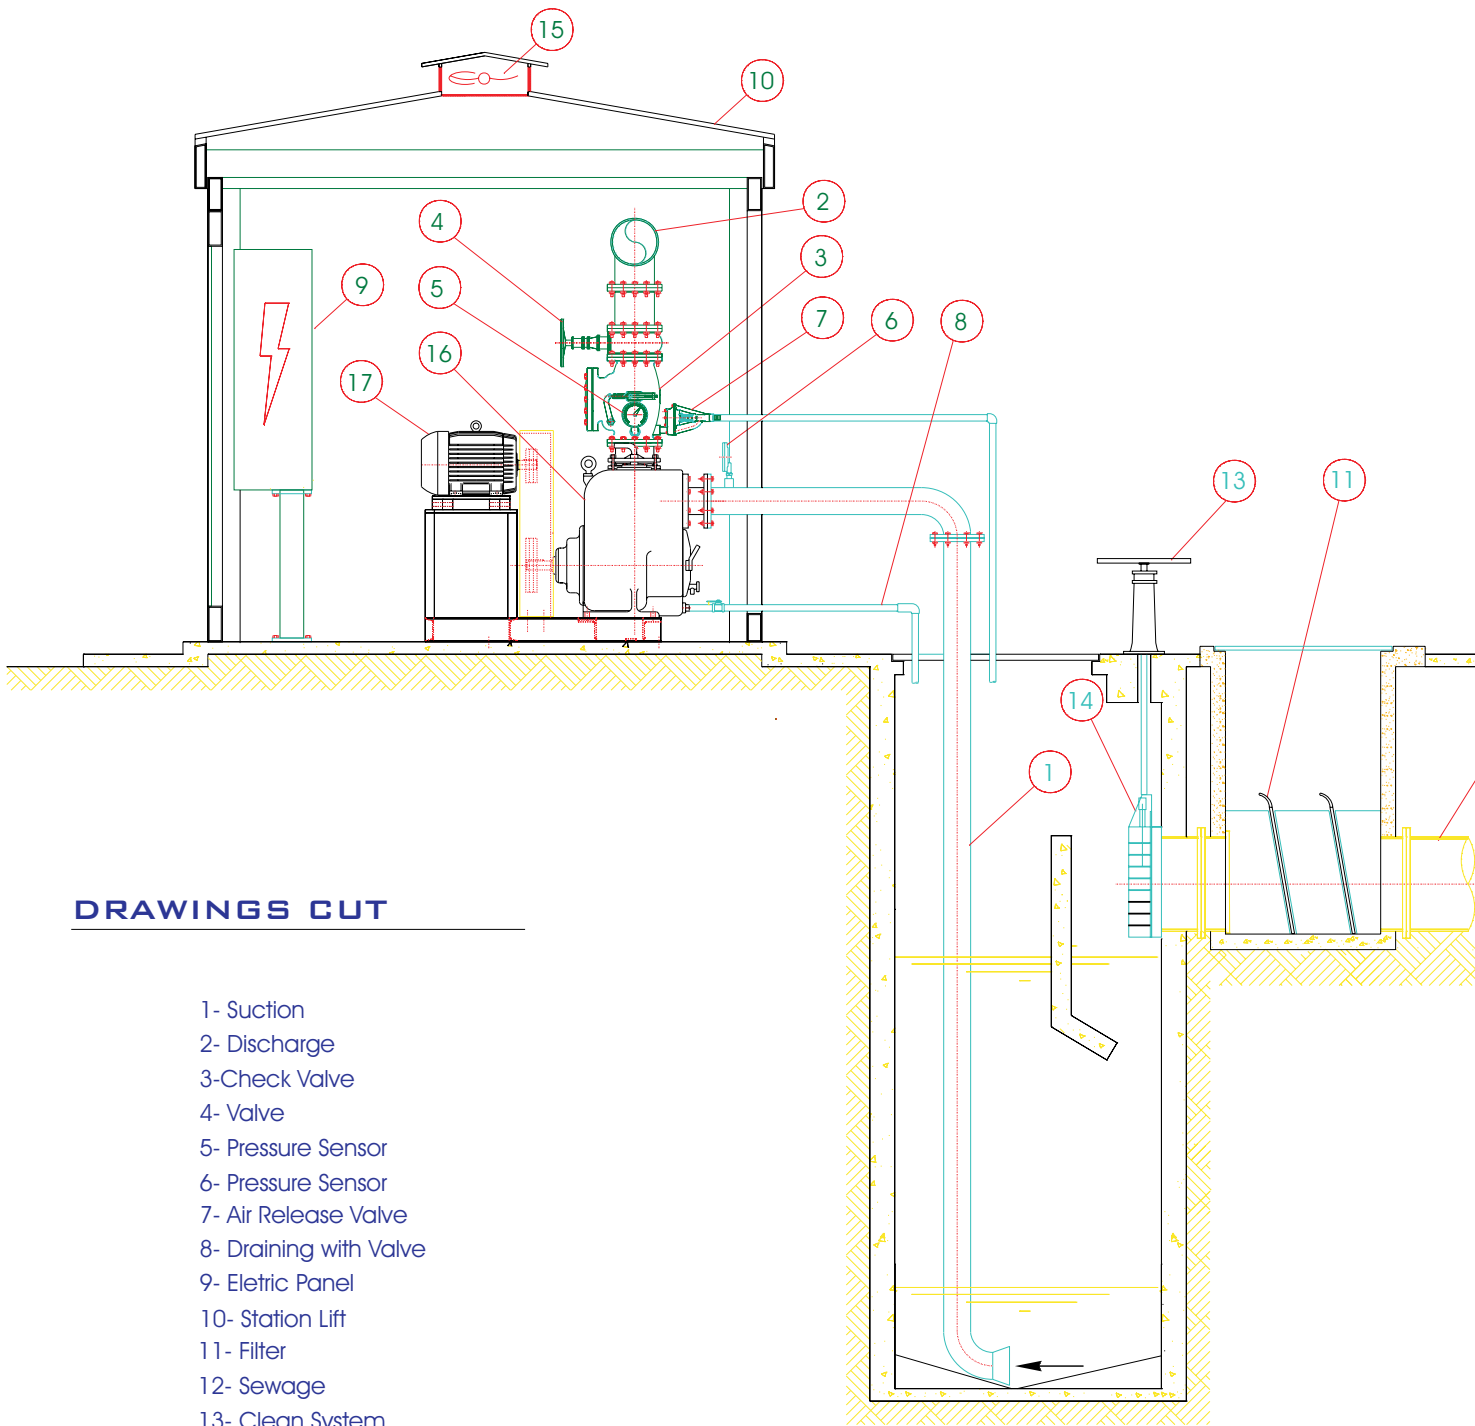 15
10
2
4
3
5
9
7
6
8
16
17
13
11
14
1
DRAWINGS CUT
1- Suction
2- Discharge
3-Check Valve
4- Valve
5- Pressure Sensor
6- Pressure Sensor
7- Air Release Valve
8- Draining with Valve
9- Eletric Panel
10- Station Lift
11- Filter
12- Sewage
13- Clean System